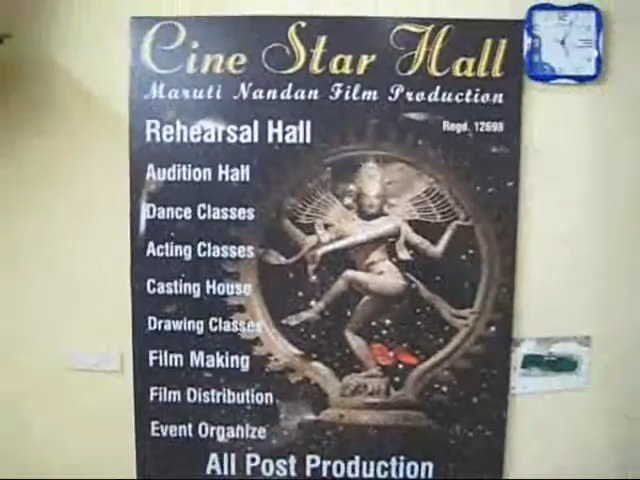 Cine Star Hall
Maruti Nandan Film Production
Regd. 12698
Rehearsal Hall
Audition Hall
Dance Classes
Acting Classes
Casting House
Drawing Classes
Film Making
Film Distribution
Event Organize
All Post Production